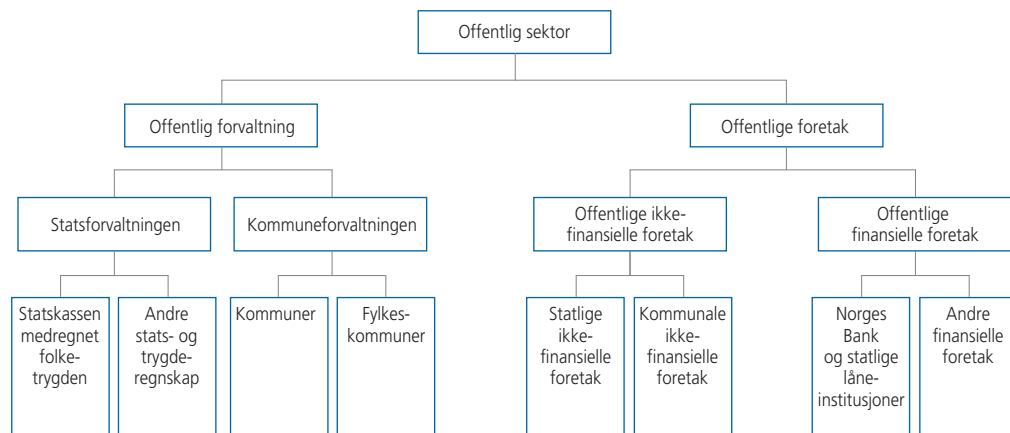 Offentlig sektor
Offentlig forvaltning
Offentlige foretak
Statsforvaltningen
Kommuneforvaltningen
Offentlige ikke-
finansielle foretak
Offentlige
finansielle foretak
Statskassen
medregnet
folke-
trygden
Andre
stats- og
trygde-
regnskap
Kommuner
Fylkes-
kommuner
Statlige
ikke-
finansielle
foretak
Kommunale
ikke-
finansielle
foretak
Norges
Bank
og statlige
låne-
institusjoner
Andre
finansielle
foretak